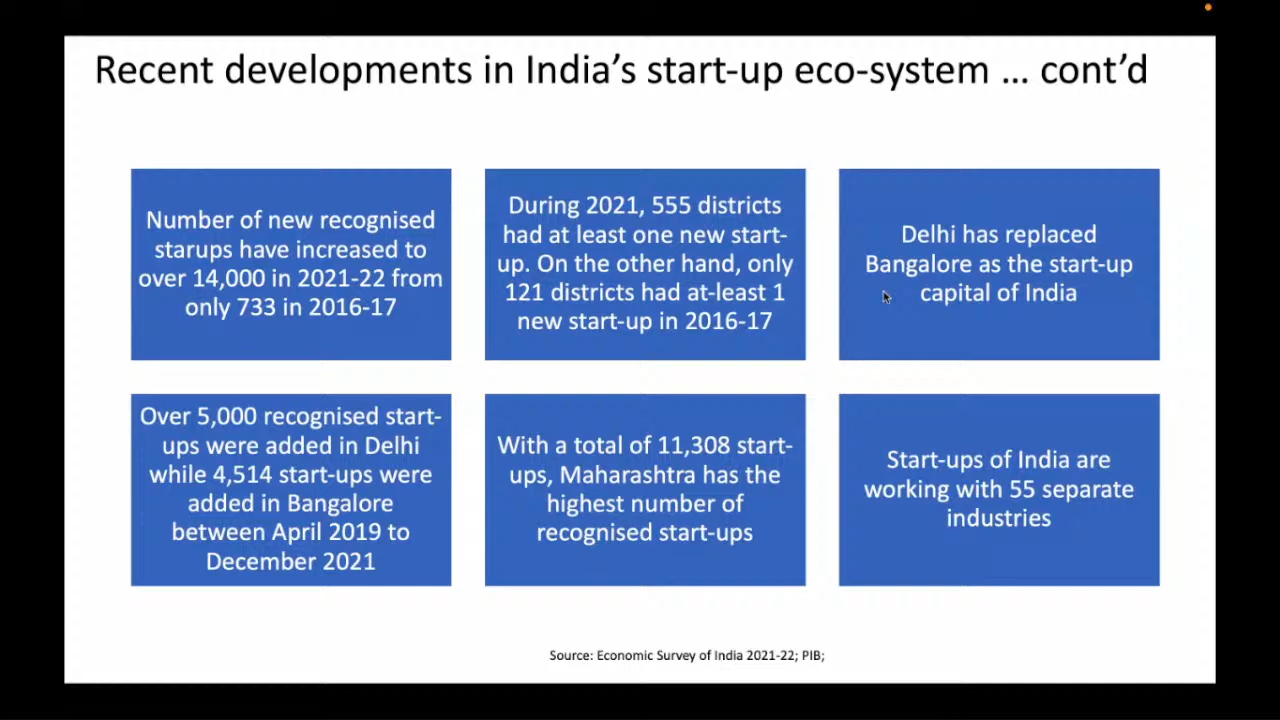 Recent developments in India’s start-up eco-system … cont’d
Number of new recognised
starups have increased to
over 14,000 in 2021-22 from
only 733 in 2016-17
During 2021, 555 districts
had at least one new start-
up. On the other hand, only
121 districts had at-least 1
new start-up in 2016-17
Delhi has replaced
Bangalore as the start-up
capital of India
Over 5,000 recognised start-
ups were added in Delhi
while 4,514 start-ups were
added in Bangalore
between April 2019 to
December 2021
With a total of 11,308 start-
ups, Maharashtra has the
highest number of
recognised start-ups
Start-ups of India are
working with 55 separate
industries
Source: Economic Survey of India 2021-22; PIB;